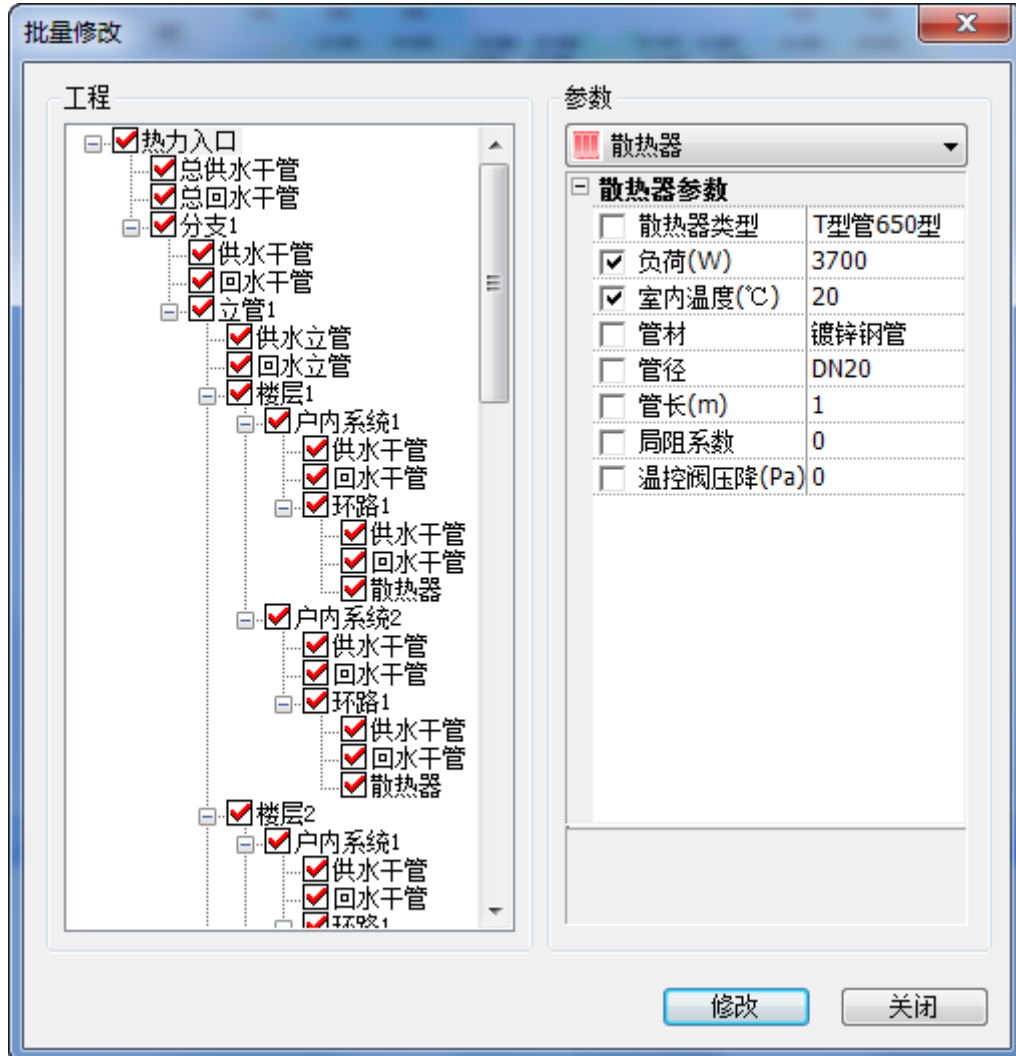 批量修改
工程
热力入口
总供水干管
总回水干管
分支1
供水干管
回水干管
立管1
供水立管
回水立管
楼层1
户内系统1
供水干管
回水干管
环路1
供水干管
回水干管
散热器
户内系统2
供水干管
回水干管
环路1
供水干管
回水干管
散热器
楼层2
户内系统1
供水干管
回水干管
环路1
参数
散热器
散热器参数
散热器类型 T型管650型
负荷(W) 3700
室内温度(℃) 20
管材 镀锌钢管
管径 DN20
管长(m) 1
局阻系数 0
温控阀压降(Pa) 0
修改 关闭